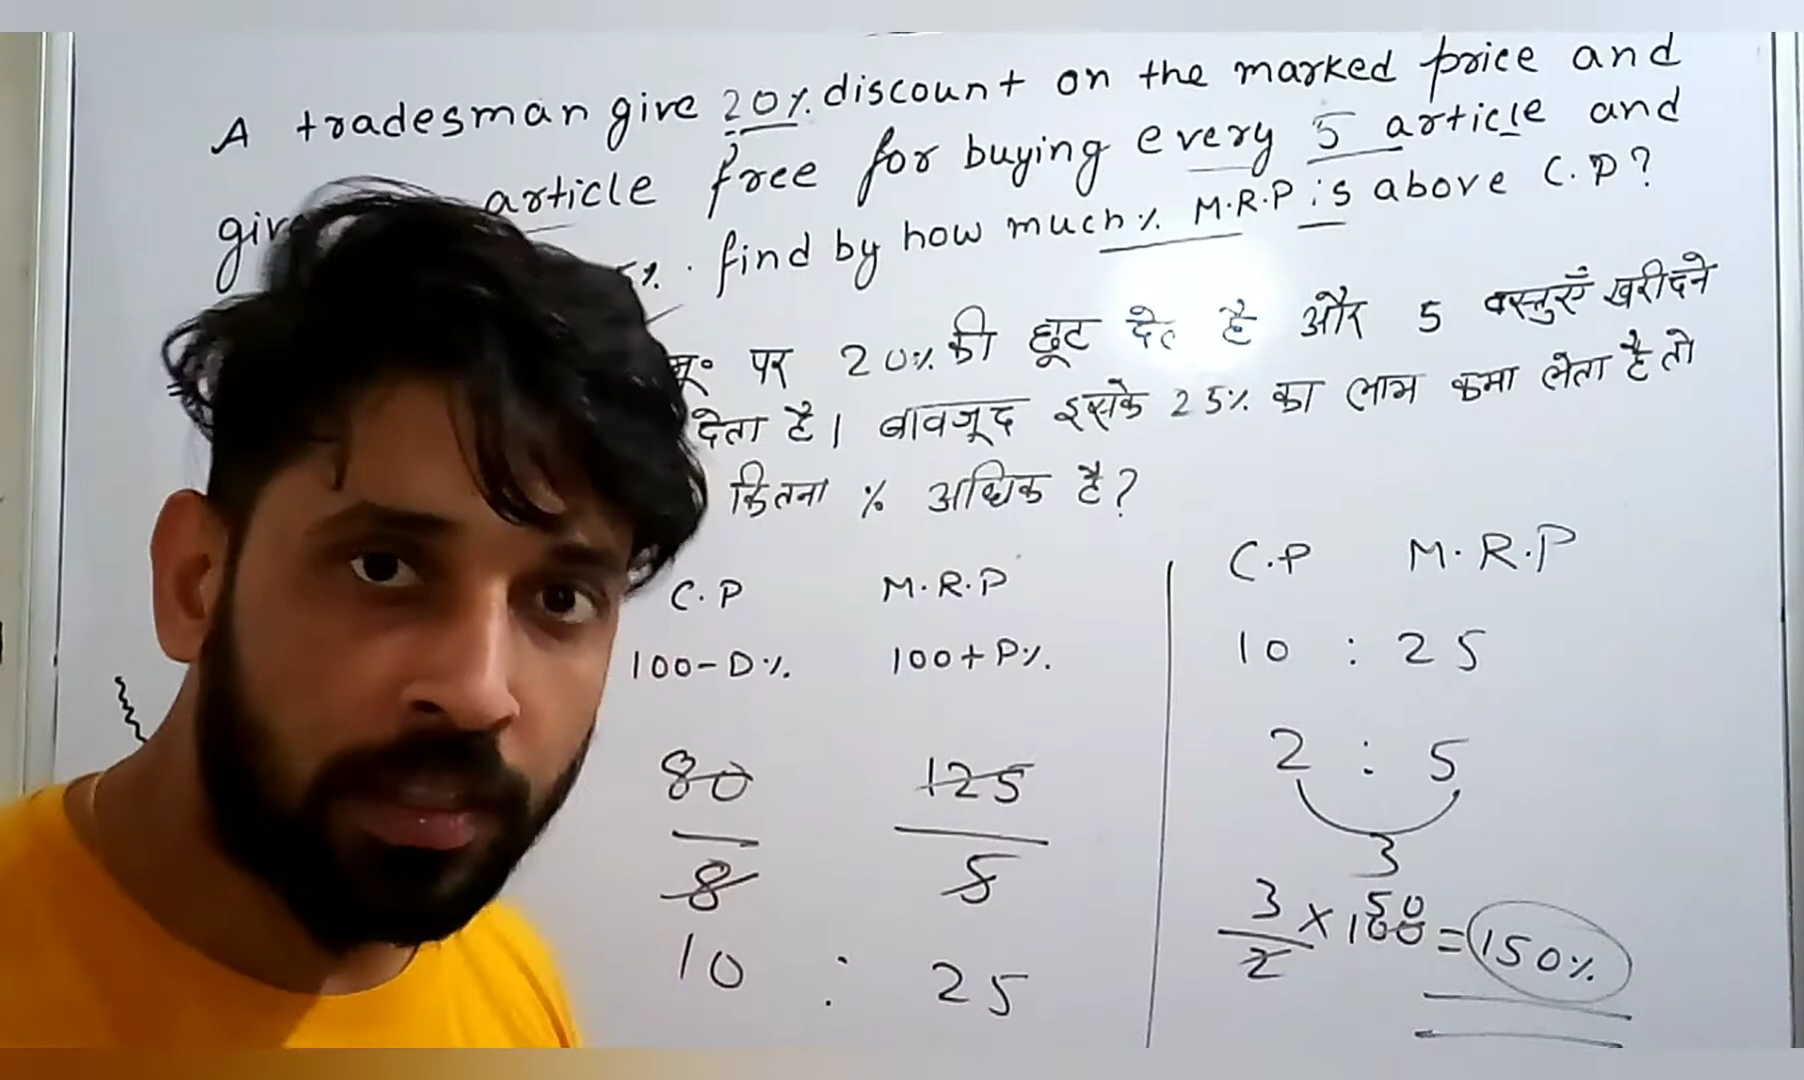 A tradesman give 20% discount on the marked price and
article free for buying every 5 article and
find by how much % M.R.P is above C.P?
पर 20% की छूट देता है और 5 वस्तुएँ खरीदने
देता है। बावजूद इसके 25% का लाभ कमा लेता है तो
कितना % अधिक है?
C.P M.R.P
100-D% 100+P%
80 125
8 5
10 : 25
C.P M.R.P
10 : 25
2 : 5
3
3/2 × 100 50 = 150%